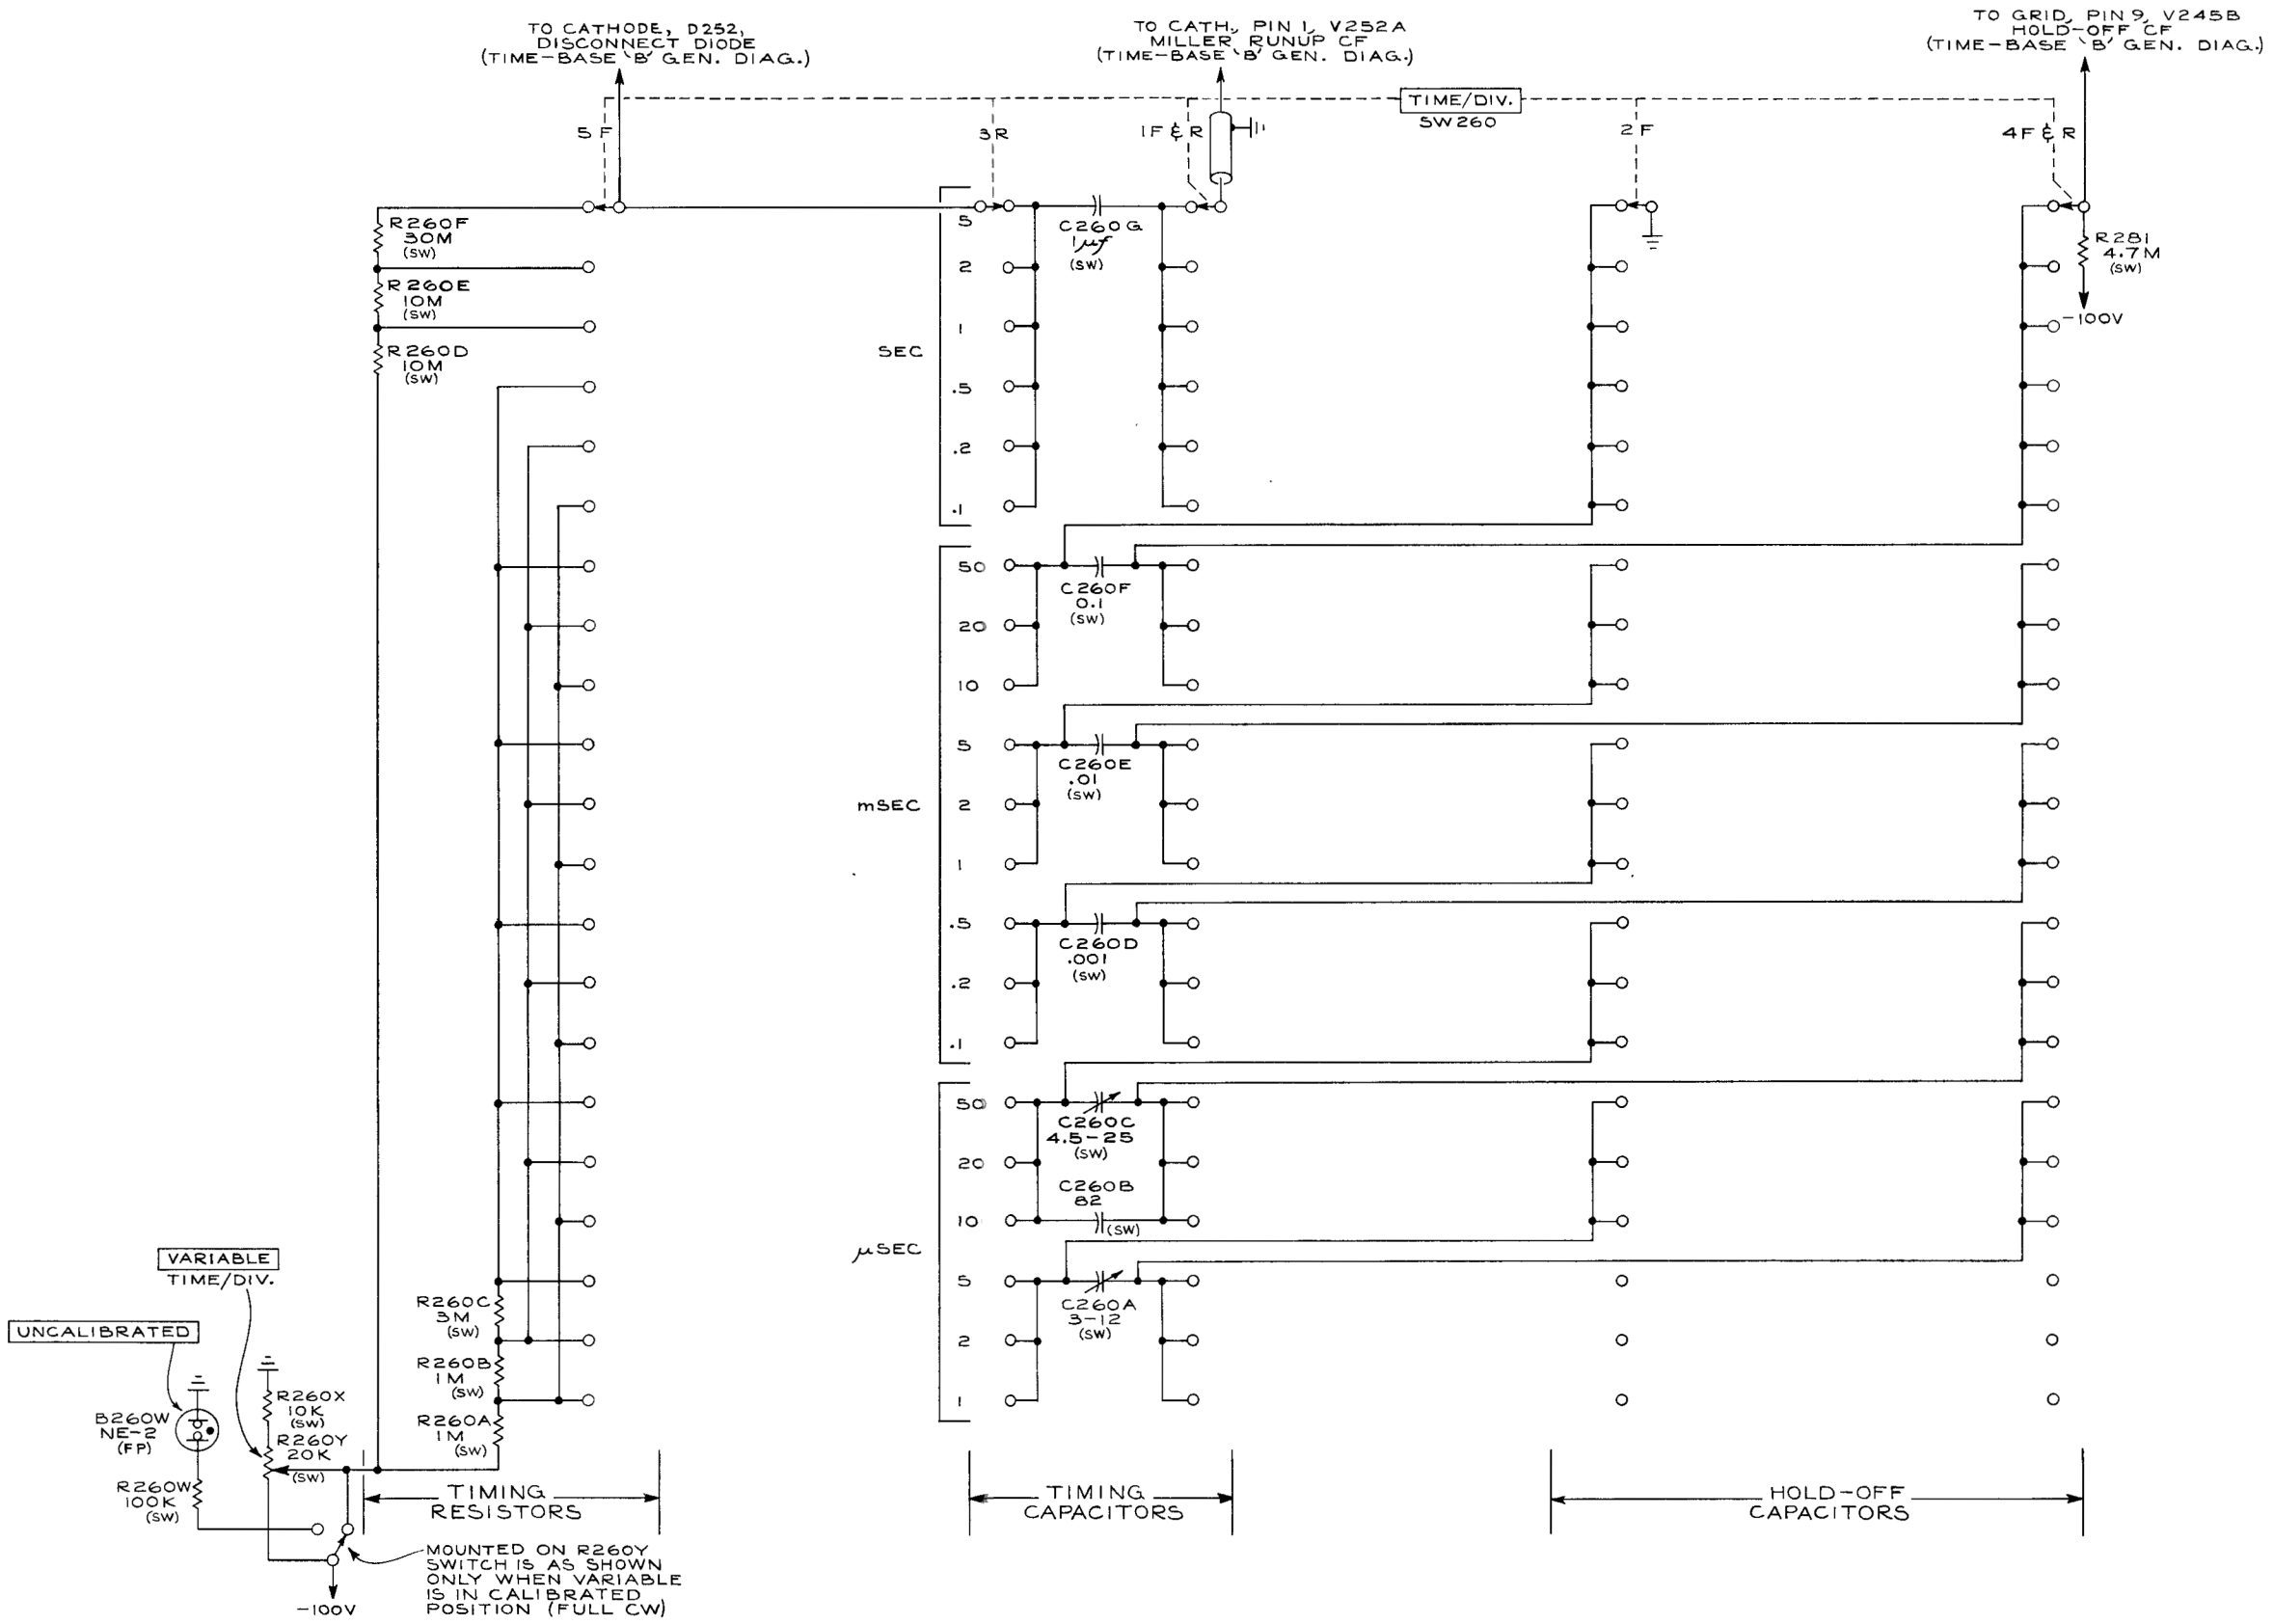 TO CATHODE, D252,
DISCONNECT DIODE
(TIME-BASE 'B' GEN. DIAG.)
TO CATH., PIN 1, V252A
MILLER RUNUP CF
(TIME-BASE 'B' GEN. DIAG.)
TO GRID, PIN 9, V245B
HOLD-OFF CF
(TIME-BASE 'B' GEN. DIAG.)
TIME/DIV.
SW260
5F
3R
1F & R
2F
4F & R
R260F
30M
(SW)
R260E
10M
(SW)
R260D
10M
(SW)
SEC
5
2
1
.5
.2
.1
C260G
1µf
(SW)
R281
4.7M
(SW)
-100V
mSEC
50
20
10
5
2
1
.5
.2
.1
C260F
0.1
(SW)
C260E
.01
(SW)
C260D
.001
(SW)
µSEC
50
20
10
5
2
1
C260C
4.5-25
(SW)
C260B
82
(SW)
C260A
3-12
(SW)
R260C
3M
(SW)
R260B
1M
(SW)
R260A
1M
(SW)
VARIABLE
TIME/DIV.
UNCALIBRATED
B260W
NE-2
(FP)
R260X
10K
(SW)
R260Y
20K
(SW)
R260W
100K
(SW)
-100V
MOUNTED ON R260Y
SWITCH IS AS SHOWN
ONLY WHEN VARIABLE
IS IN CALIBRATED
POSITION (FULL CW)
TIMING
RESISTORS
TIMING
CAPACITORS
HOLD-OFF
CAPACITORS